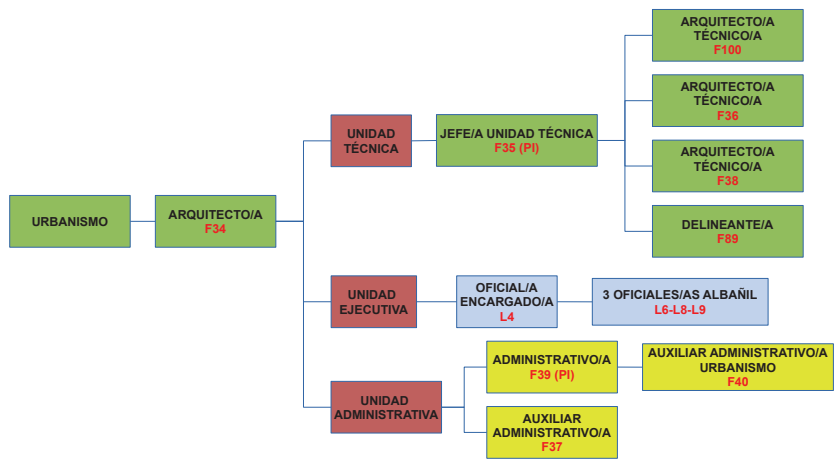 URBANISMO
ARQUITECTO/A
F34
UNIDAD
TÉCNICA
JEFE/A UNIDAD TÉCNICA
F35 (PI)
ARQUITECTO/A
TÉCNICO/A
F100
ARQUITECTO/A
TÉCNICO/A
F36
ARQUITECTO/A
TÉCNICO/A
F38
DELINEANTE/A
F89
UNIDAD
EJECUTIVA
OFICIAL/A
ENCARGADO/A
L4
3 OFICIALES/AS ALBAÑIL
L6-L8-L9
UNIDAD
ADMINISTRATIVA
ADMINISTRATIVO/A
F39 (PI)
AUXILIAR ADMINISTRATIVO/A
URBANISMO
F40
AUXILIAR
ADMINISTRATIVO/A
F37